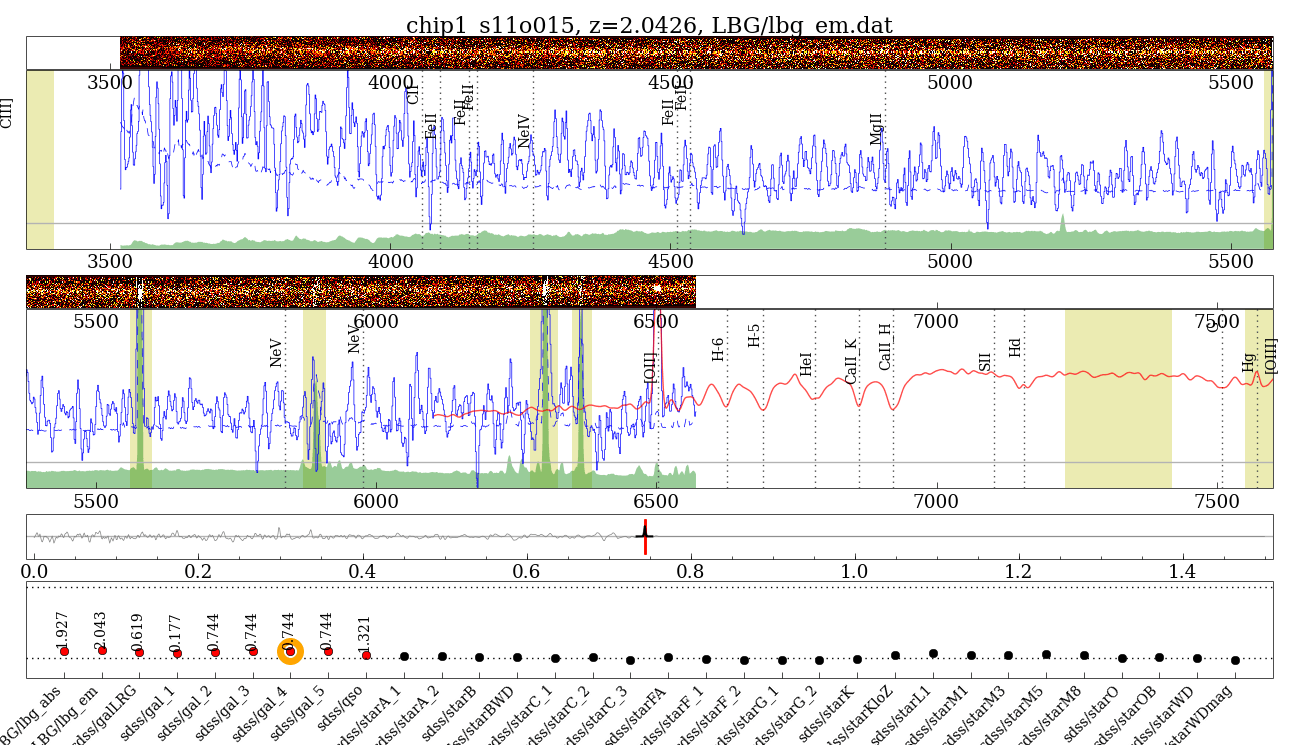 chip1_s11o015, z=2.0426, LBG/lbg_em.dat
3500 4000 4500 5000 5500
CIII] CII FeII FeII FeII NeIV FeII FeII MgII
3500 4000 4500 5000 5500
5500 6000 6500 7000 7500
NeV NeV [OII] H-6 H-5 HeI CaII_K CaII_H SII Hd G Hg [OIII]
5500 6000 6500 7000 7500
0.0 0.2 0.4 0.6 0.8 1.0 1.2 1.4
1.927 2.043 0.619 0.177 0.744 0.744 0.744 0.744 1.321
BG/lbg_abs LBG/lbg_em sdss/galLRG sdss/gal_1 sdss/gal_2 sdss/gal_3 sdss/gal_4 sdss/gal_5 sdss/qso sdss/starA_1 sdss/starA_2 sdss/starB sdss/starBWD sdss/starC_1 sdss/starC_2 sdss/starC_3 sdss/starFA sdss/starF_1 sdss/starF_2 sdss/starG_1 sdss/starG_2 sdss/starK sdss/starKIoZ sdss/starL1 sdss/starM1 sdss/starM3 sdss/starM5 sdss/starM8 sdss/starO sdss/starOB sdss/starWD starWDmag